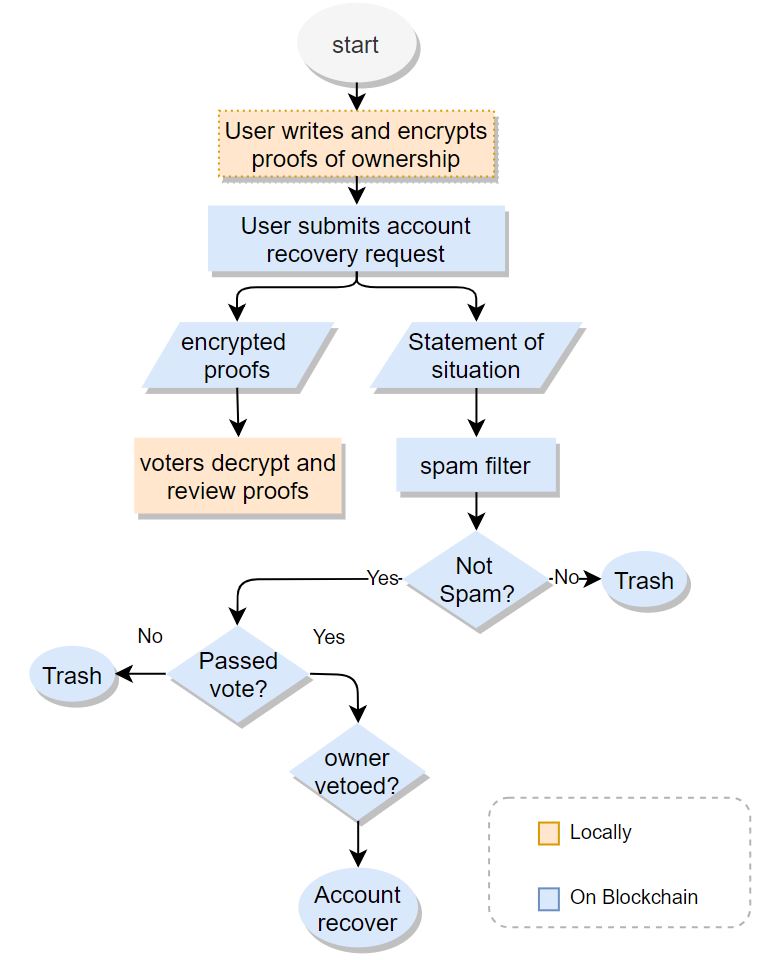 start
User writes and encrypts
proofs of ownership
User submits account
recovery request
encrypted
proofs
Statement of
situation
voters decrypt and
review proofs
spam filter
Not
Spam?
Yes
No
Trash
No
Yes
Trash
Passed
vote?
owner
vetoed?
Account
recover
Locally
On Blockchain